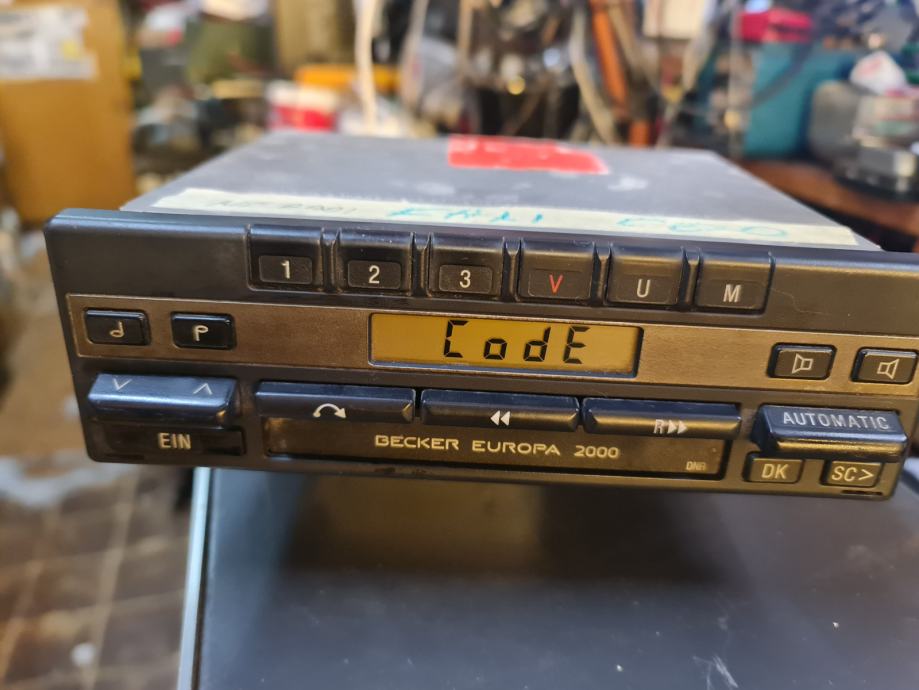 1 2 3 V U M
P CodE
AUTOMATIC
R
EIN BECKER EUROPA 2000 DNR DK SC>